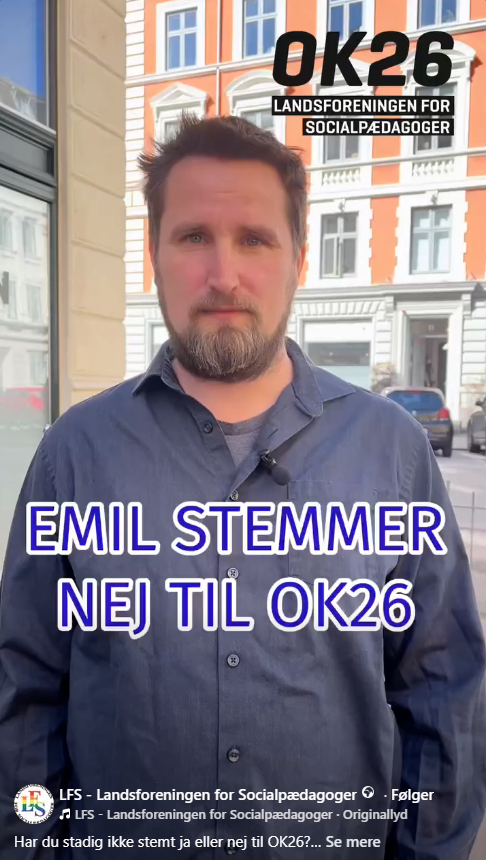 OK26
LANDSFORENINGEN FOR
SOCIALPÆDAGOGER
EMIL STEMMER
NEJ TIL OK26
LFS
LFS - Landsforeningen for Socialpædagoger · Følger
LFS - Landsforeningen for Socialpædagoger · Originallyd
Har du stadig ikke stemt ja eller nej til OK26?... Se mere